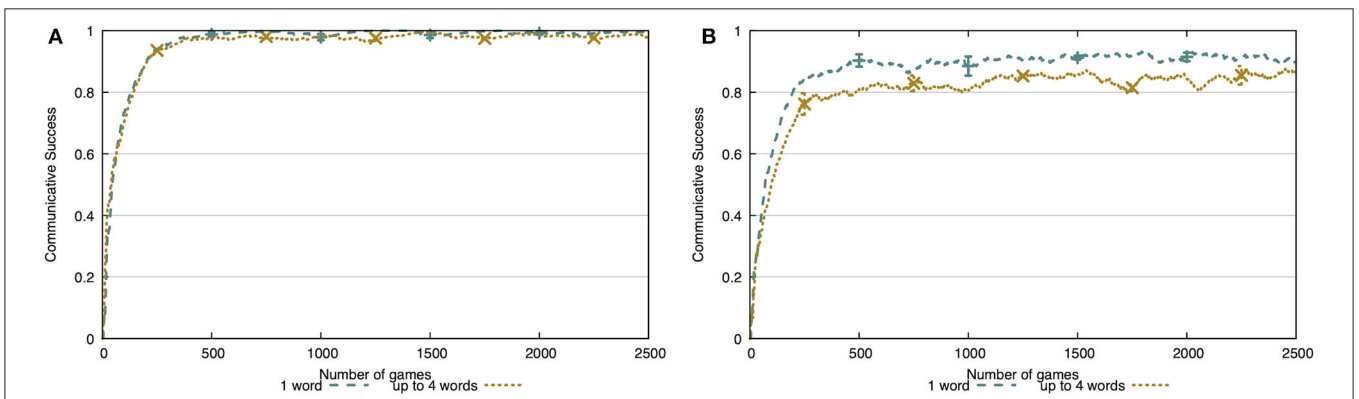 A
Communicative Success
1
0.8
0.6
0.4
0.2
0
0 500 1000 1500 2000 2500
Number of games
1 word up to 4 words
B
Communicative Success
1
0.8
0.6
0.4
0.2
0
0 500 1000 1500 2000 2500
Number of games
1 word up to 4 words